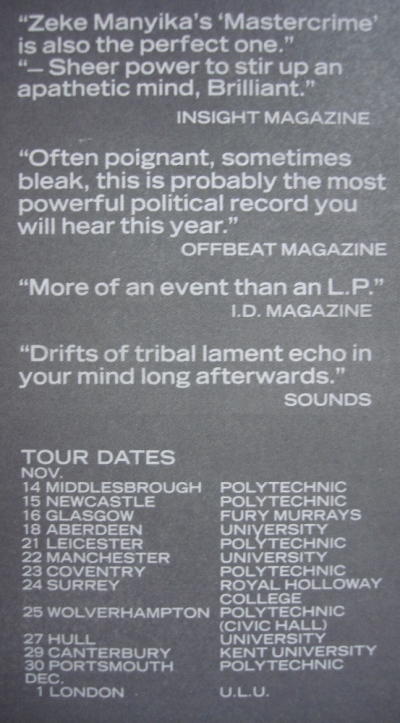 “Zeke Manyika’s ‘Mastercrime’
is also the perfect one.”
“– Sheer power to stir up an
apathetic mind, Brilliant.”
INSIGHT MAGAZINE
“Often poignant, sometimes
bleak, this is probably the most
powerful political record you
will hear this year.”
OFFBEAT MAGAZINE
“More of an event than an L.P.”
I.D. MAGAZINE
“Drifts of tribal lament echo in
your mind long afterwards.”
SOUNDS
TOUR DATES
NOV.
14 MIDDLESBROUGH POLYTECHNIC
15 NEWCASTLE POLYTECHNIC
16 GLASGOW FURY MURRAYS
18 ABERDEEN UNIVERSITY
21 LEICESTER POLYTECHNIC
22 MANCHESTER UNIVERSITY
23 COVENTRY POLYTECHNIC
24 SURREY ROYAL HOLLOWAY
COLLEGE
25 WOLVERHAMPTON POLYTECHNIC
(CIVIC HALL)
27 HULL UNIVERSITY
29 CANTERBURY KENT UNIVERSITY
30 PORTSMOUTH POLYTECHNIC
DEC.
1 LONDON U.L.U.